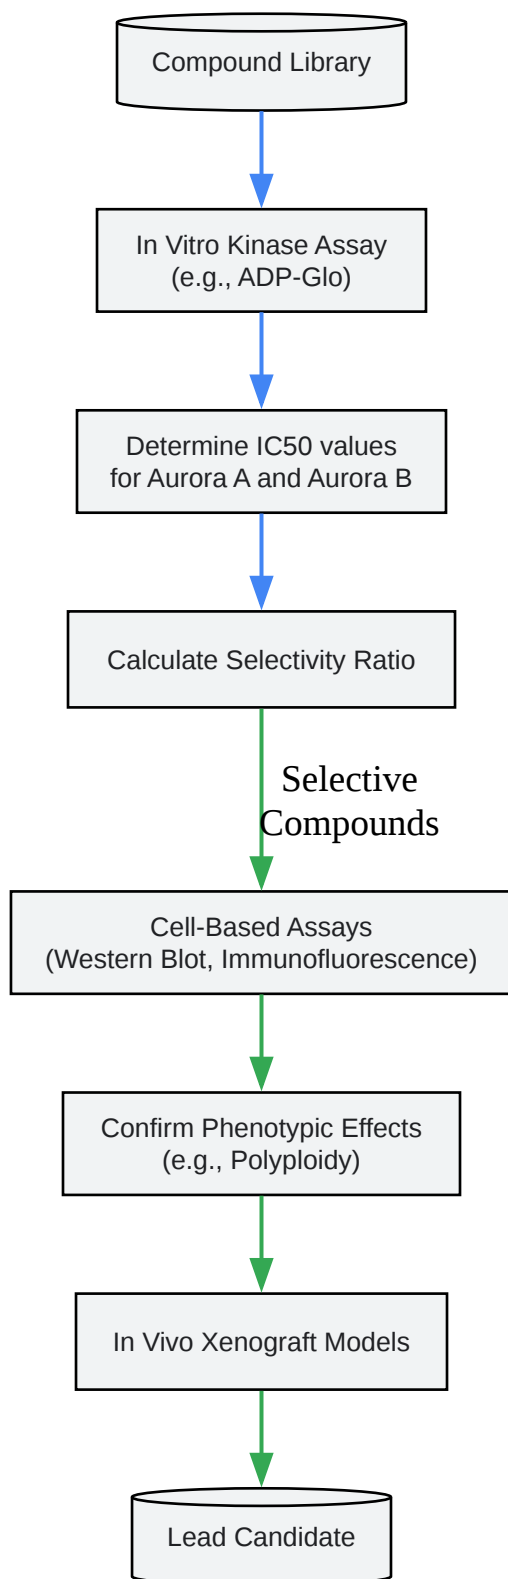 Compound Library
In Vitro Kinase Assay
(e.g., ADP-Glo)
Determine IC50 values
for Aurora A and Aurora B
Calculate Selectivity Ratio
Selective
Compounds
Cell-Based Assays
(Western Blot, Immunofluorescence)
Confirm Phenotypic Effects
(e.g., Polyploidy)
In Vivo Xenograft Models
Lead Candidate